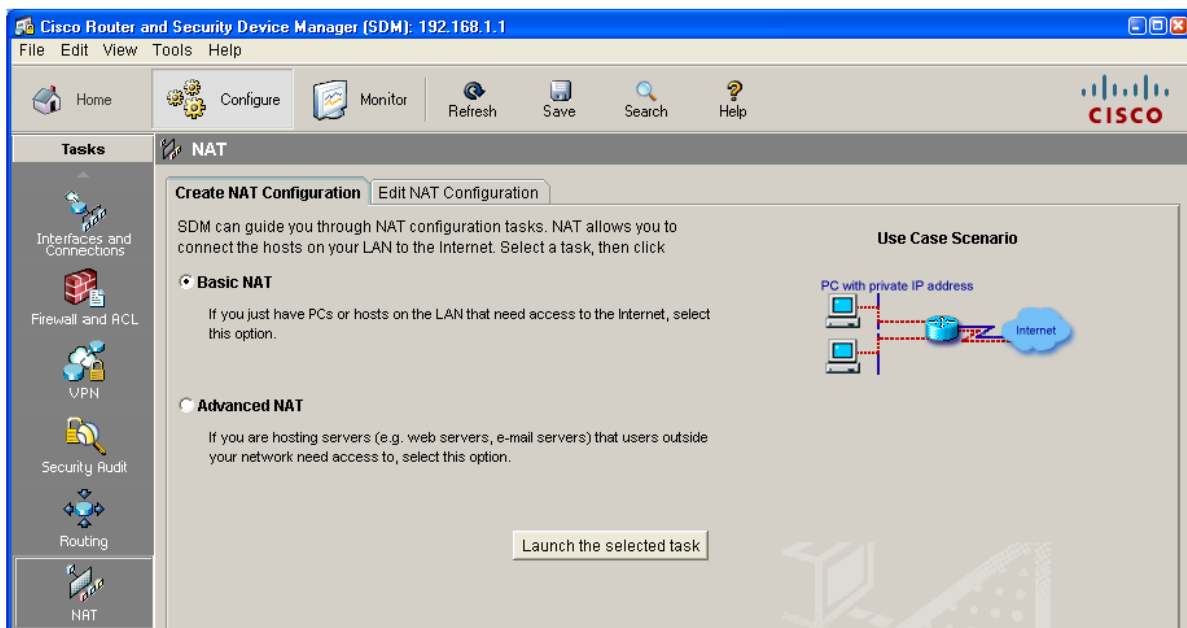 Cisco Router and Security Device Manager (SDM): 192.168.1.1
File Edit View Tools Help
Home Configure Monitor Refresh Save Search Help
CISCO
Tasks
NAT
Interfaces and
Connections
Firewall and ACL
VPN
Security Audit
Routing
NAT
Create NAT Configuration Edit NAT Configuration
SDM can guide you through NAT configuration tasks. NAT allows you to
connect the hosts on your LAN to the Internet. Select a task, then click
Basic NAT
If you just have PCs or hosts on the LAN that need access to the Internet, select
this option.
Advanced NAT
If you are hosting servers (e.g. web servers, e-mail servers) that users outside
your network need access to, select this option.
Launch the selected task
Use Case Scenario
PC with private IP address
Internet